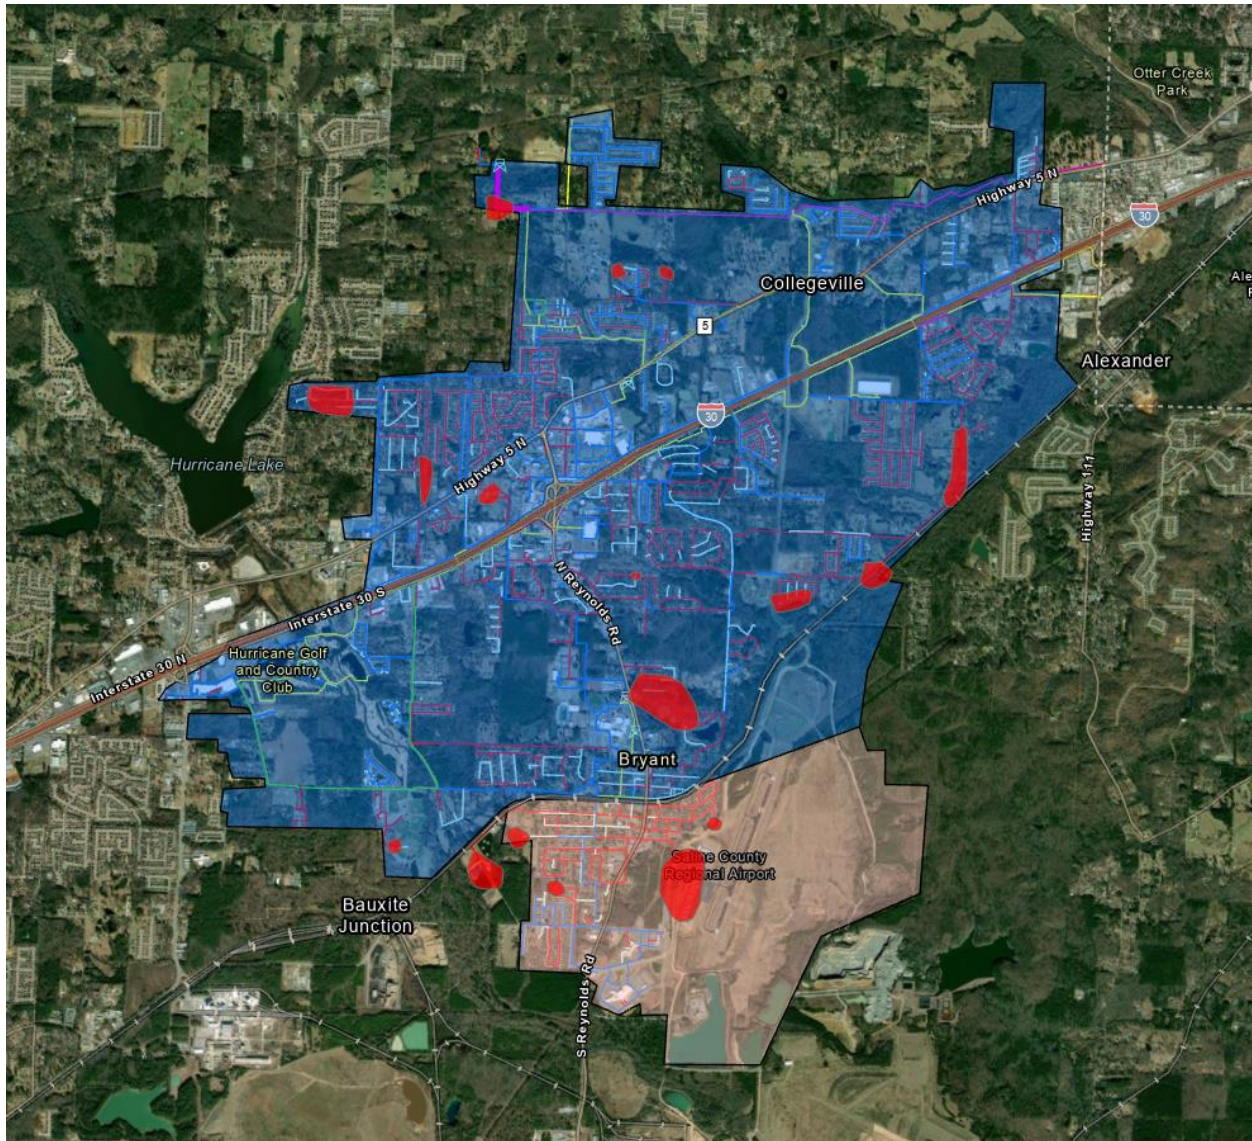 Otter Creek
Park
Highway 5 N
30
Collegeville
Ale
5
Alexander
30
Hurricane Lake
Highway 5 N
Highway 111
N Reynolds Rd
Interstate 30 S
Hurricane Golf
and Country
Club
Interstate 30 N
Bryant
Saline County
Regional Airport
Bauxite
Junction
S Reynolds Rd